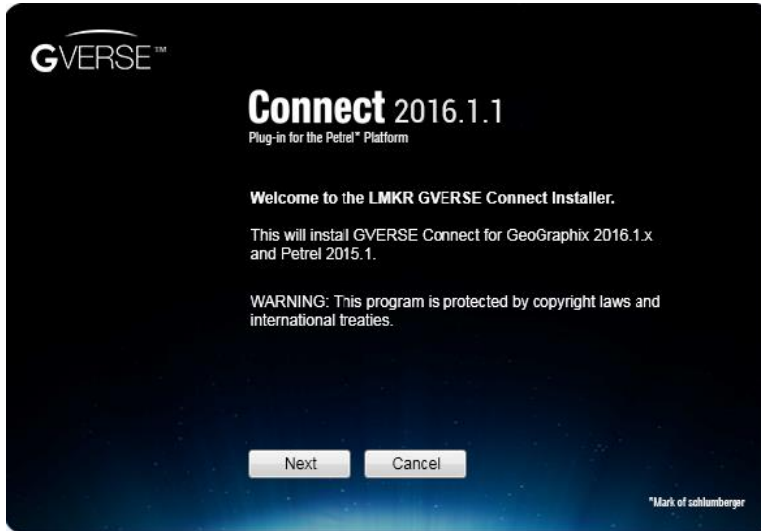 GVERSE™
Connect 2016.1.1
Plug-in for the Petrel* Platform
Welcome to the LMKR GVERSE Connect Installer.
This will install GVERSE Connect for GeoGraphix 2016.1.x
and Petrel 2015.1.
WARNING: This program is protected by copyright laws and
international treaties.
Next
Cancel
*Mark of schlumberger